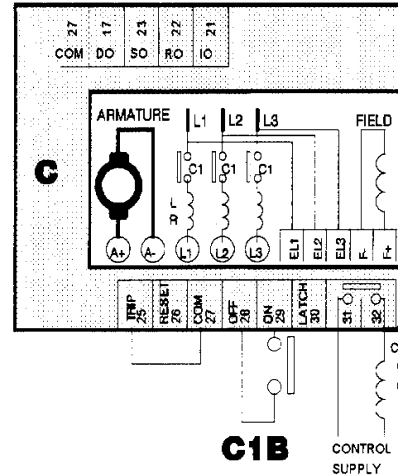 27 17 23 22 21
COM DO SO RO IO
ARMATURE L1 L2 L3 FIELD
C
C1 C1 C1
L
R
A+ A- L1 L2 L3 EL1 EL2 EL3 F- F+
TRIP 25 RESET 26 COM 27 OFF 28 ON 29 LATCH 30 31 32
C
C1B
CONTROL
SUPPLY